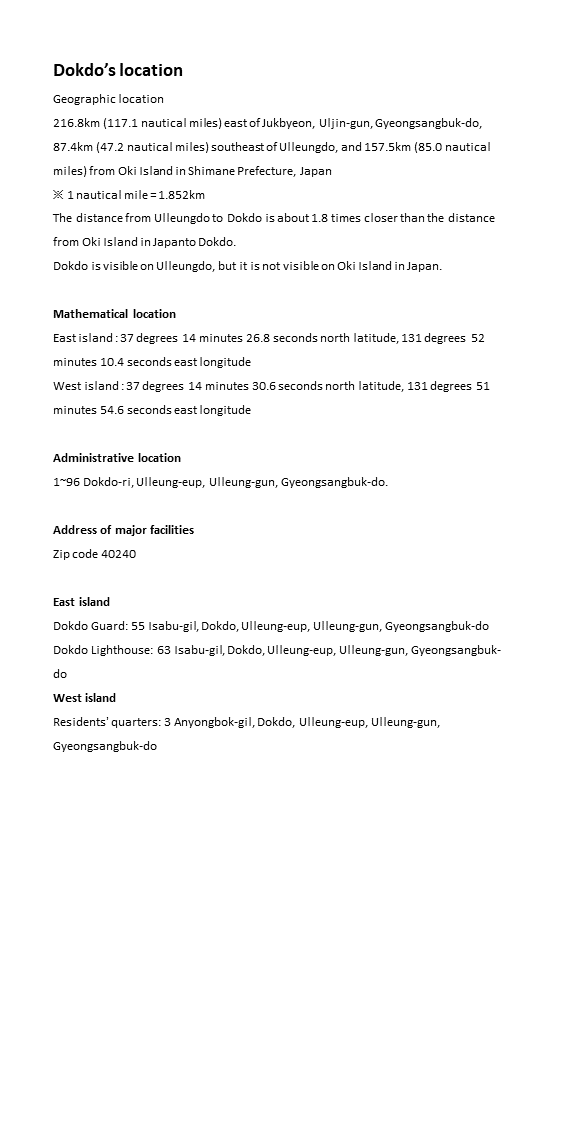 Dokdo’s location
Geographic location
216.8km (117.1 nautical miles) east of Jukbyeon, Uljin-gun, Gyeongsangbuk-do,
87.4km (47.2 nautical miles) southeast of Ulleungdo, and 157.5km (85.0 nautical
miles) from Oki Island in Shimane Prefecture, Japan
※ 1 nautical mile = 1.852km
The distance from Ulleungdo to Dokdo is about 1.8 times closer than the distance
from Oki Island in Japanto Dokdo.
Dokdo is visible on Ulleungdo, but it is not visible on Oki Island in Japan.
Mathematical location
East island : 37 degrees 14 minutes 26.8 seconds north latitude, 131 degrees 52
minutes 10.4 seconds east longitude
West island : 37 degrees 14 minutes 30.6 seconds north latitude, 131 degrees 51
minutes 54.6 seconds east longitude
Administrative location
1~96 Dokdo-ri, Ulleung-eup, Ulleung-gun, Gyeongsangbuk-do.
Address of major facilities
Zip code 40240
East island
Dokdo Guard: 55 Isabu-gil, Dokdo, Ulleung-eup, Ulleung-gun, Gyeongsangbuk-do
Dokdo Lighthouse: 63 Isabu-gil, Dokdo, Ulleung-eup, Ulleung-gun, Gyeongsangbuk-
do
West island
Residents' quarters: 3 Anyongbok-gil, Dokdo, Ulleung-eup, Ulleung-gun,
Gyeongsangbuk-do